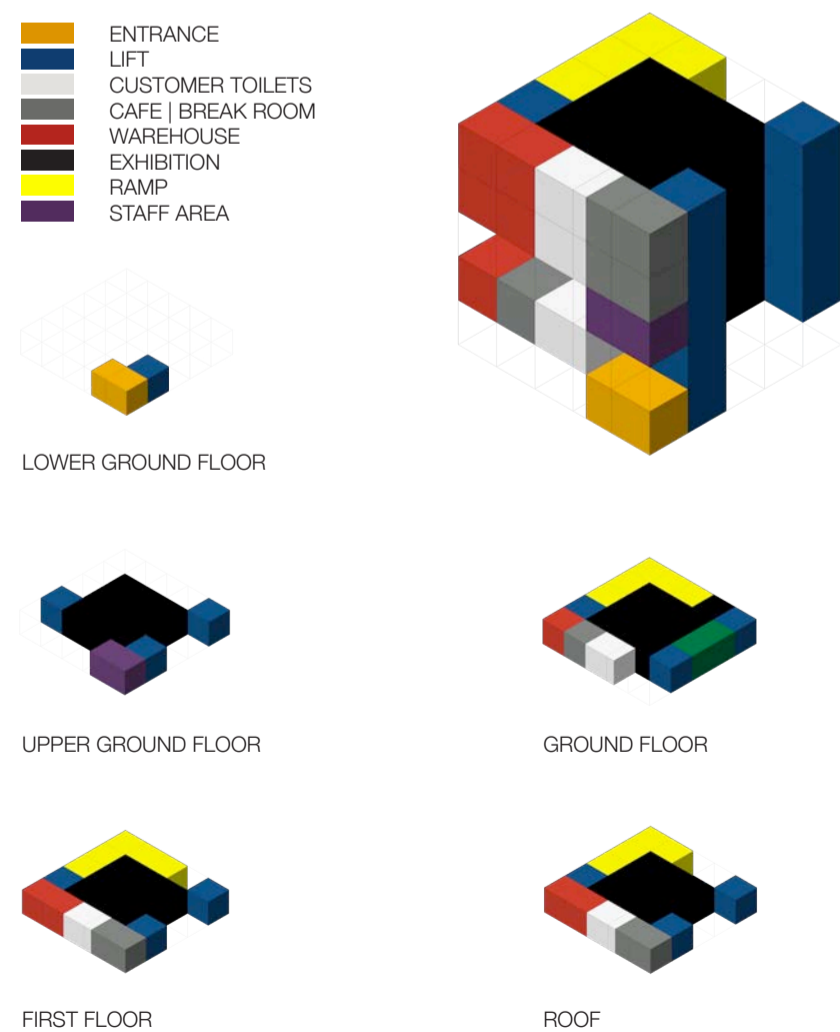 ENTRANCE
LIFT
CUSTOMER TOILETS
CAFE | BREAK ROOM
WAREHOUSE
EXHIBITION
RAMP
STAFF AREA
LOWER GROUND FLOOR
UPPER GROUND FLOOR
GROUND FLOOR
FIRST FLOOR
ROOF